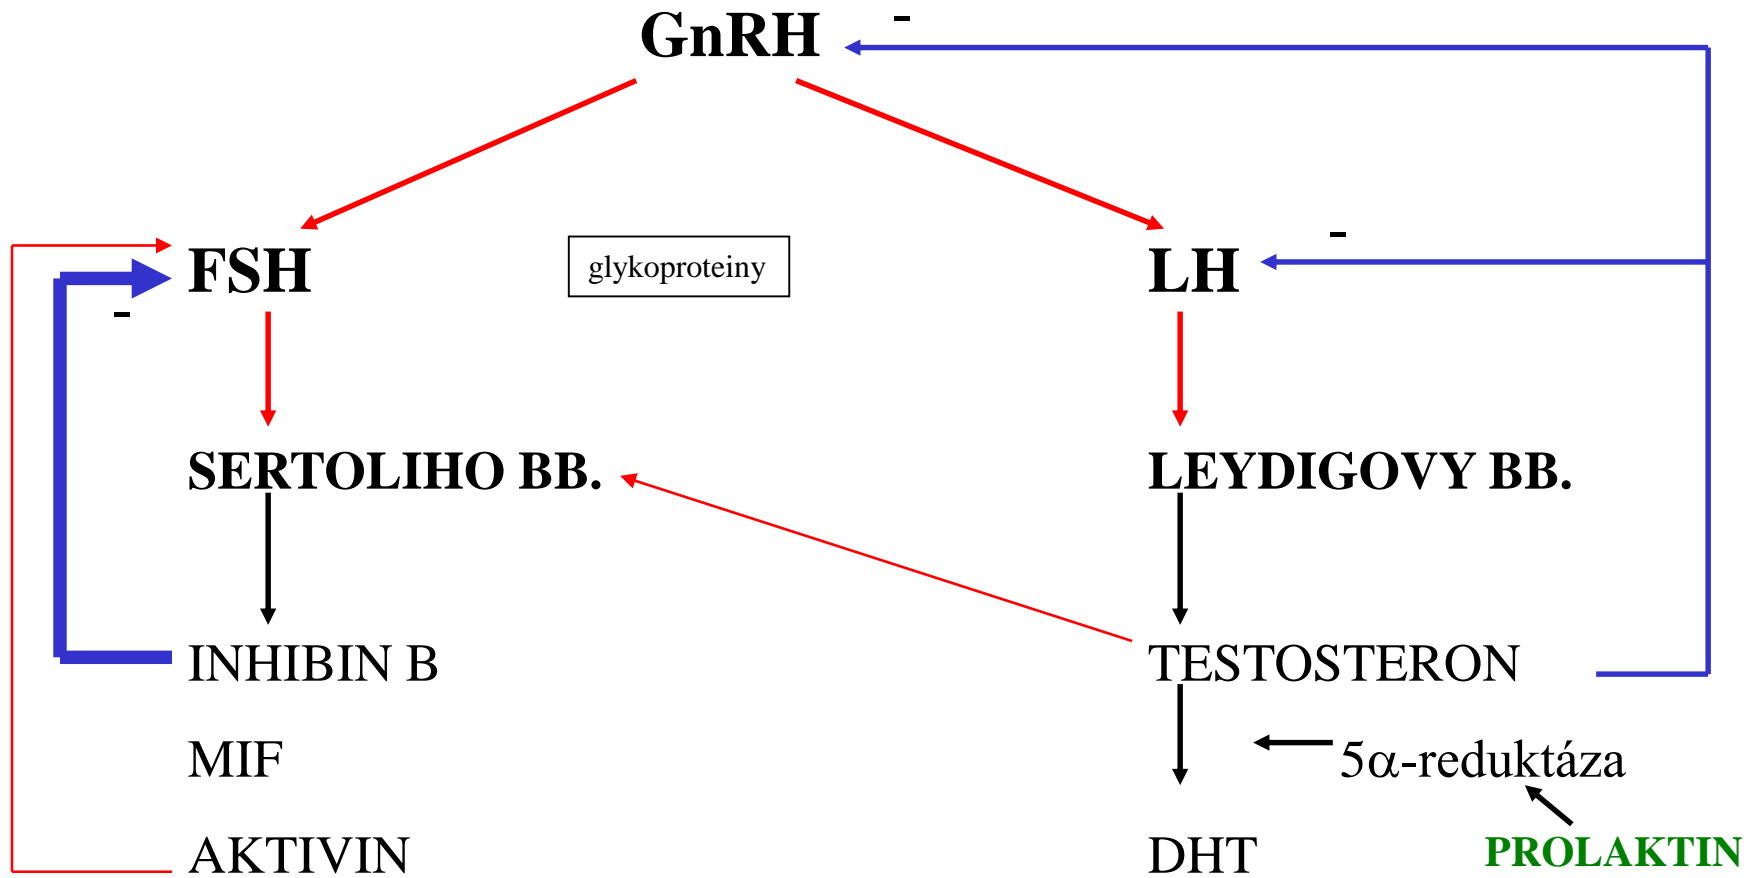 GnRH -
FSH glykoproteiny LH -
-
SERTOLIHO BB. LEYDIGOVY BB.
INHIBIN B TESTOSTERON
MIF 5α-reduktáza
AKTIVIN DHT PROLAKTIN